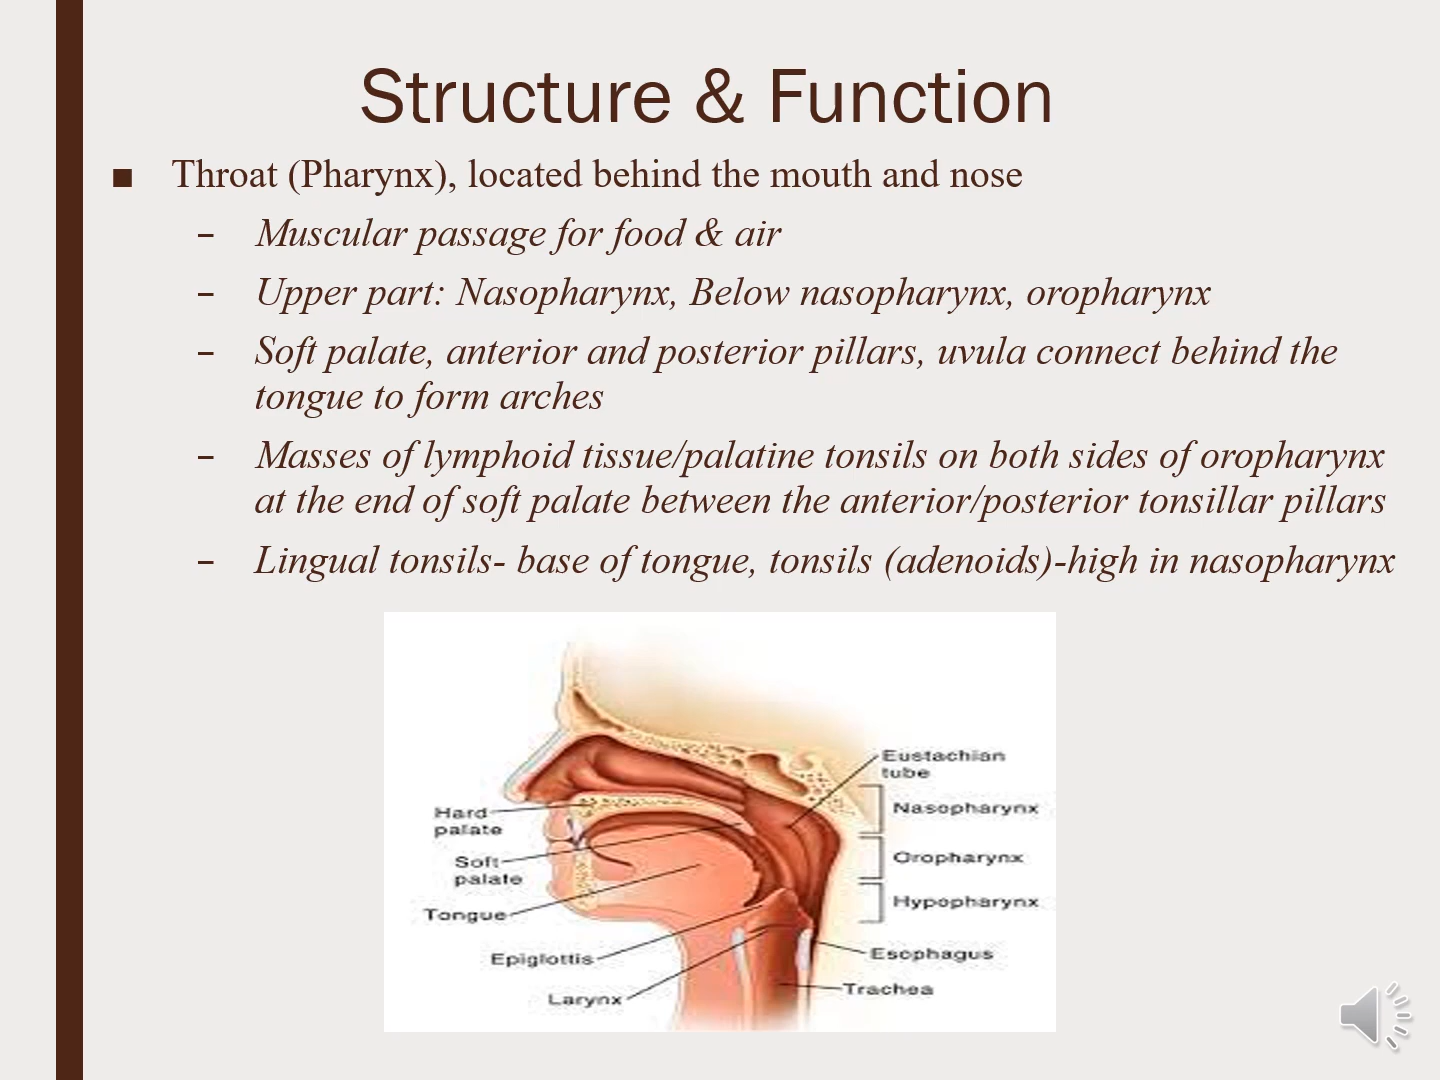 Structure & Function
■ Throat (Pharynx), located behind the mouth and nose
– Muscular passage for food & air
– Upper part: Nasopharynx, Below nasopharynx, oropharynx
– Soft palate, anterior and posterior pillars, uvula connect behind the
tongue to form arches
– Masses of lymphoid tissue/palatine tonsils on both sides of oropharynx
at the end of soft palate between the anterior/posterior tonsillar pillars
– Lingual tonsils- base of tongue, tonsils (adenoids)-high in nasopharynx
Eustachian
tube
Nasopharynx
Hard
palate
Oropharynx
Soft
palate
Hypopharynx
Tongue
Esophagus
Epiglottis
Trachea
Larynx